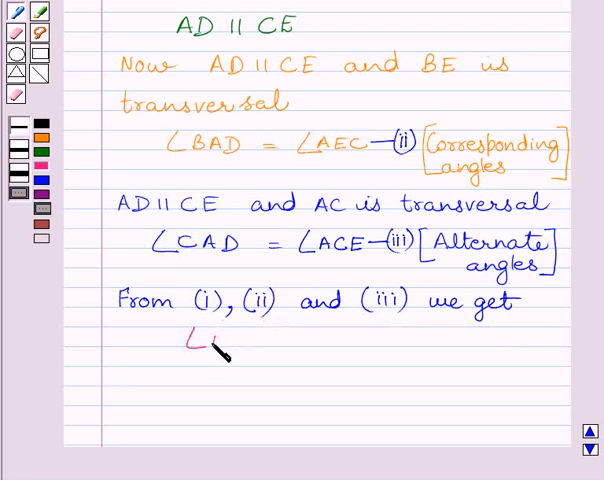 AD || CE
Now AD || CE and BE is
transversal
∠BAD = ∠AEC —(ii) [Corresponding
angles]
AD || CE and AC is transversal
∠CAD = ∠ACE —(iii) [Alternate
angles]
From (i), (ii) and (iii) we get
∠